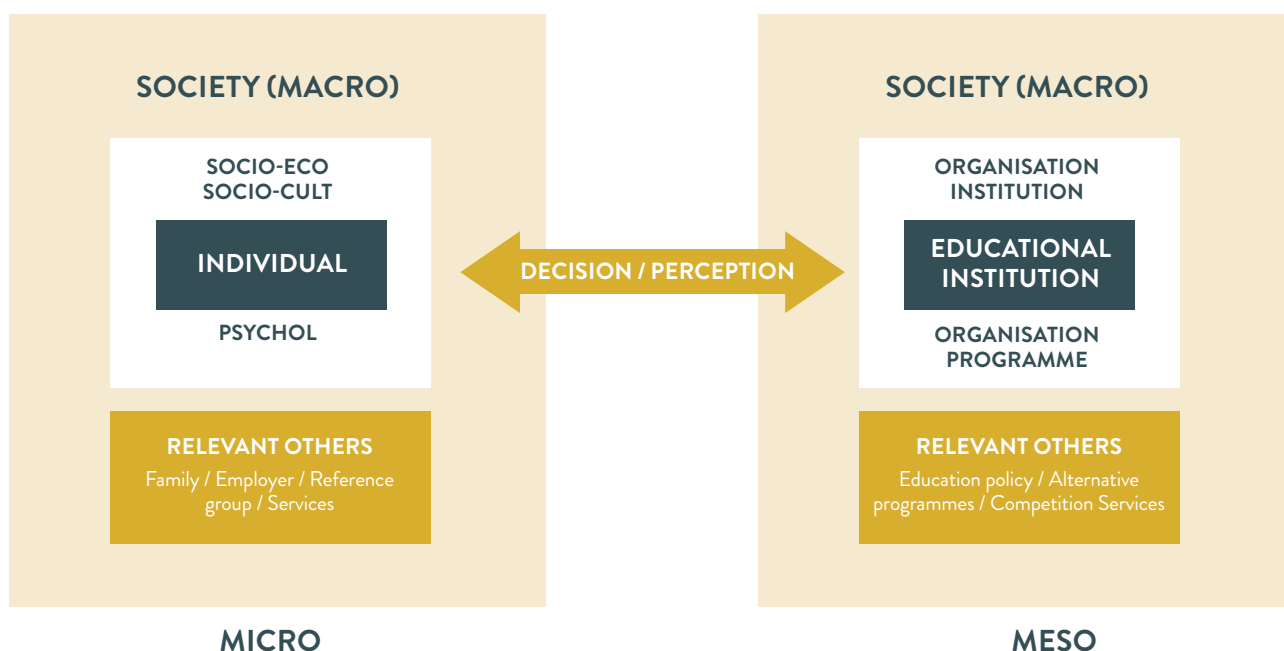 SOCIETY (MACRO)
SOCIO-ECO
SOCIO-CULT
INDIVIDUAL
PSYCHOL
RELEVANT OTHERS
Family / Employer / Reference
group / Services
MICRO
DECISION / PERCEPTION
SOCIETY (MACRO)
ORGANISATION
INSTITUTION
EDUCATIONAL
INSTITUTION
ORGANISATION
PROGRAMME
RELEVANT OTHERS
Education policy / Alternative
programmes / Competition Services
MESO